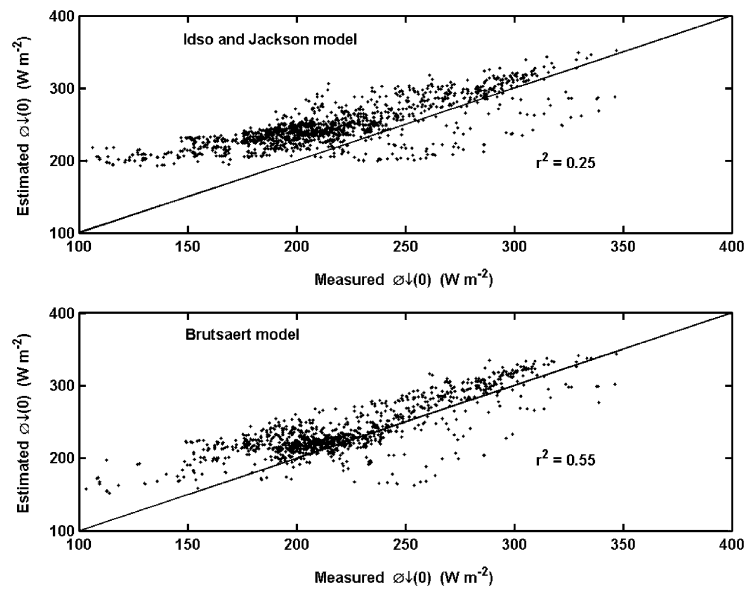 Idso and Jackson model
400
300
200
100
Estimated ∅↓(0) (W m-2)
r2 = 0.25
100 150 200 250 300 350 400
Measured ∅↓(0) (W m-2)
Brutsaert model
400
300
200
100
Estimated ∅↓(0) (W m-2)
r2 = 0.55
100 150 200 250 300 350 400
Measured ∅↓(0) (W m-2)